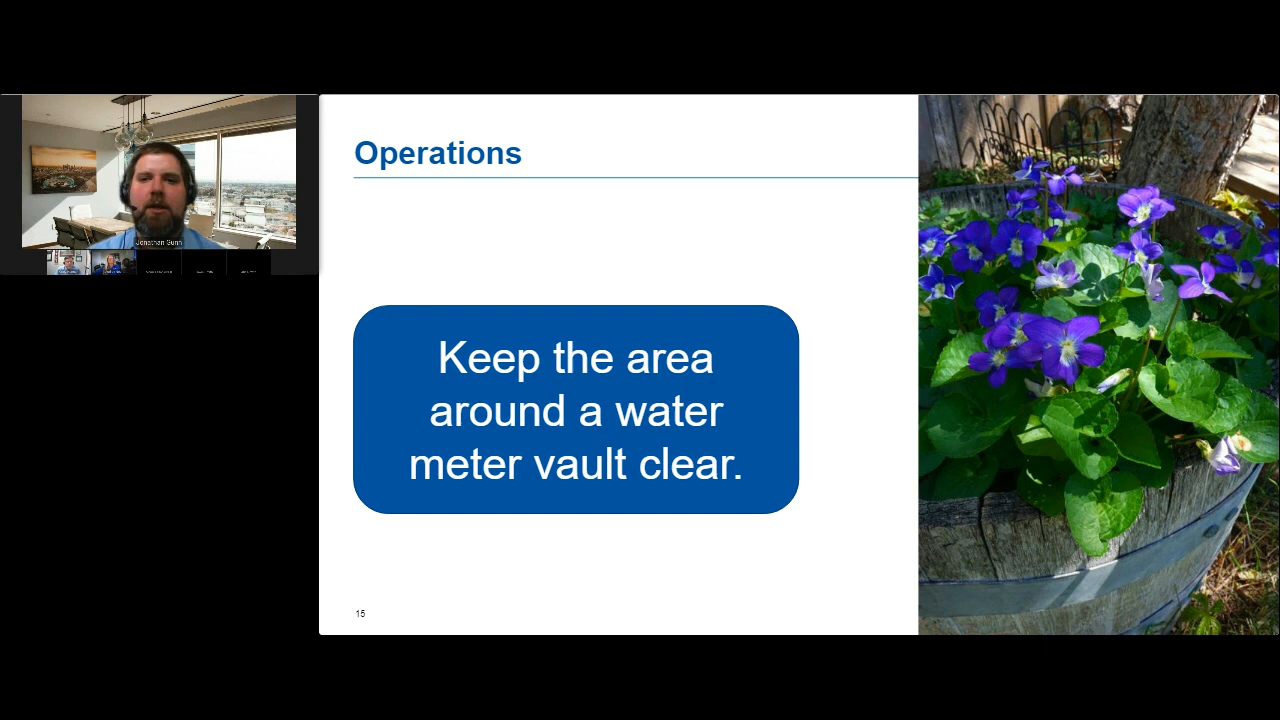 Operations
Jonathan Gunn
Keep the area
around a water
meter vault clear.
15